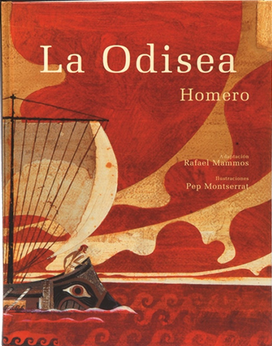 La Odisea
Homero
Adaptación
Rafael Mammos
Ilustraciones
Pep Montserrat